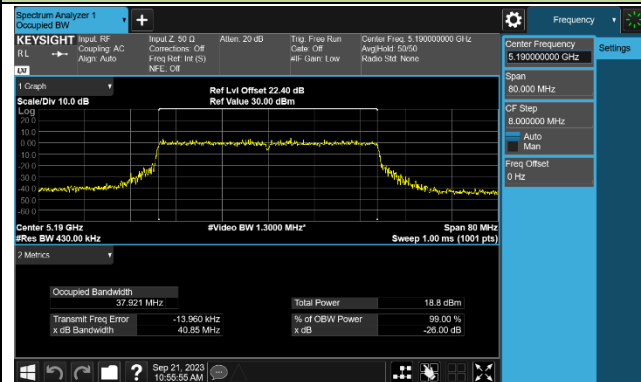 Spectrum Analyzer 1
Occupied BW
Frequency
KEYSIGHT Input: RF
RL
Coupling: AC
Align: Auto
LXI
Input Z: 50 Ω
Corrections: Off
Freq Ref: Int (S)
NFE: Off
Atten: 20 dB
Trig: Free Run
Gate: Off
#IF Gain: Low
Center Freq: 5.190000000 GHz
Avg|Hold: 50/50
Radio Std: None
Center Frequency
5.190000000 GHz
Settings
Span
80.000 MHz
CF Step
8.000000 MHz
Auto
Man
Freq Offset
0 Hz
1 Graph
Scale/Div 10.0 dB
Ref Lvl Offset 22.40 dB
Ref Value 30.00 dBm
Log
20.0
10.0
0.00
-10.0
-20.0
-30.0
-40.0
-50.0
-60.0
Center 5.19 GHz
#Video BW 1.3000 MHz*
Span 80 MHz
#Res BW 430.00 kHz
Sweep 1.00 ms (1001 pts)
2 Metrics
Occupied Bandwidth
37.921 MHz
Total Power 18.8 dBm
Transmit Freq Error -13.960 kHz
% of OBW Power 99.00 %
x dB Bandwidth 40.85 MHz
x dB -26.00 dB
Sep 21, 2023
10:55:55 AM